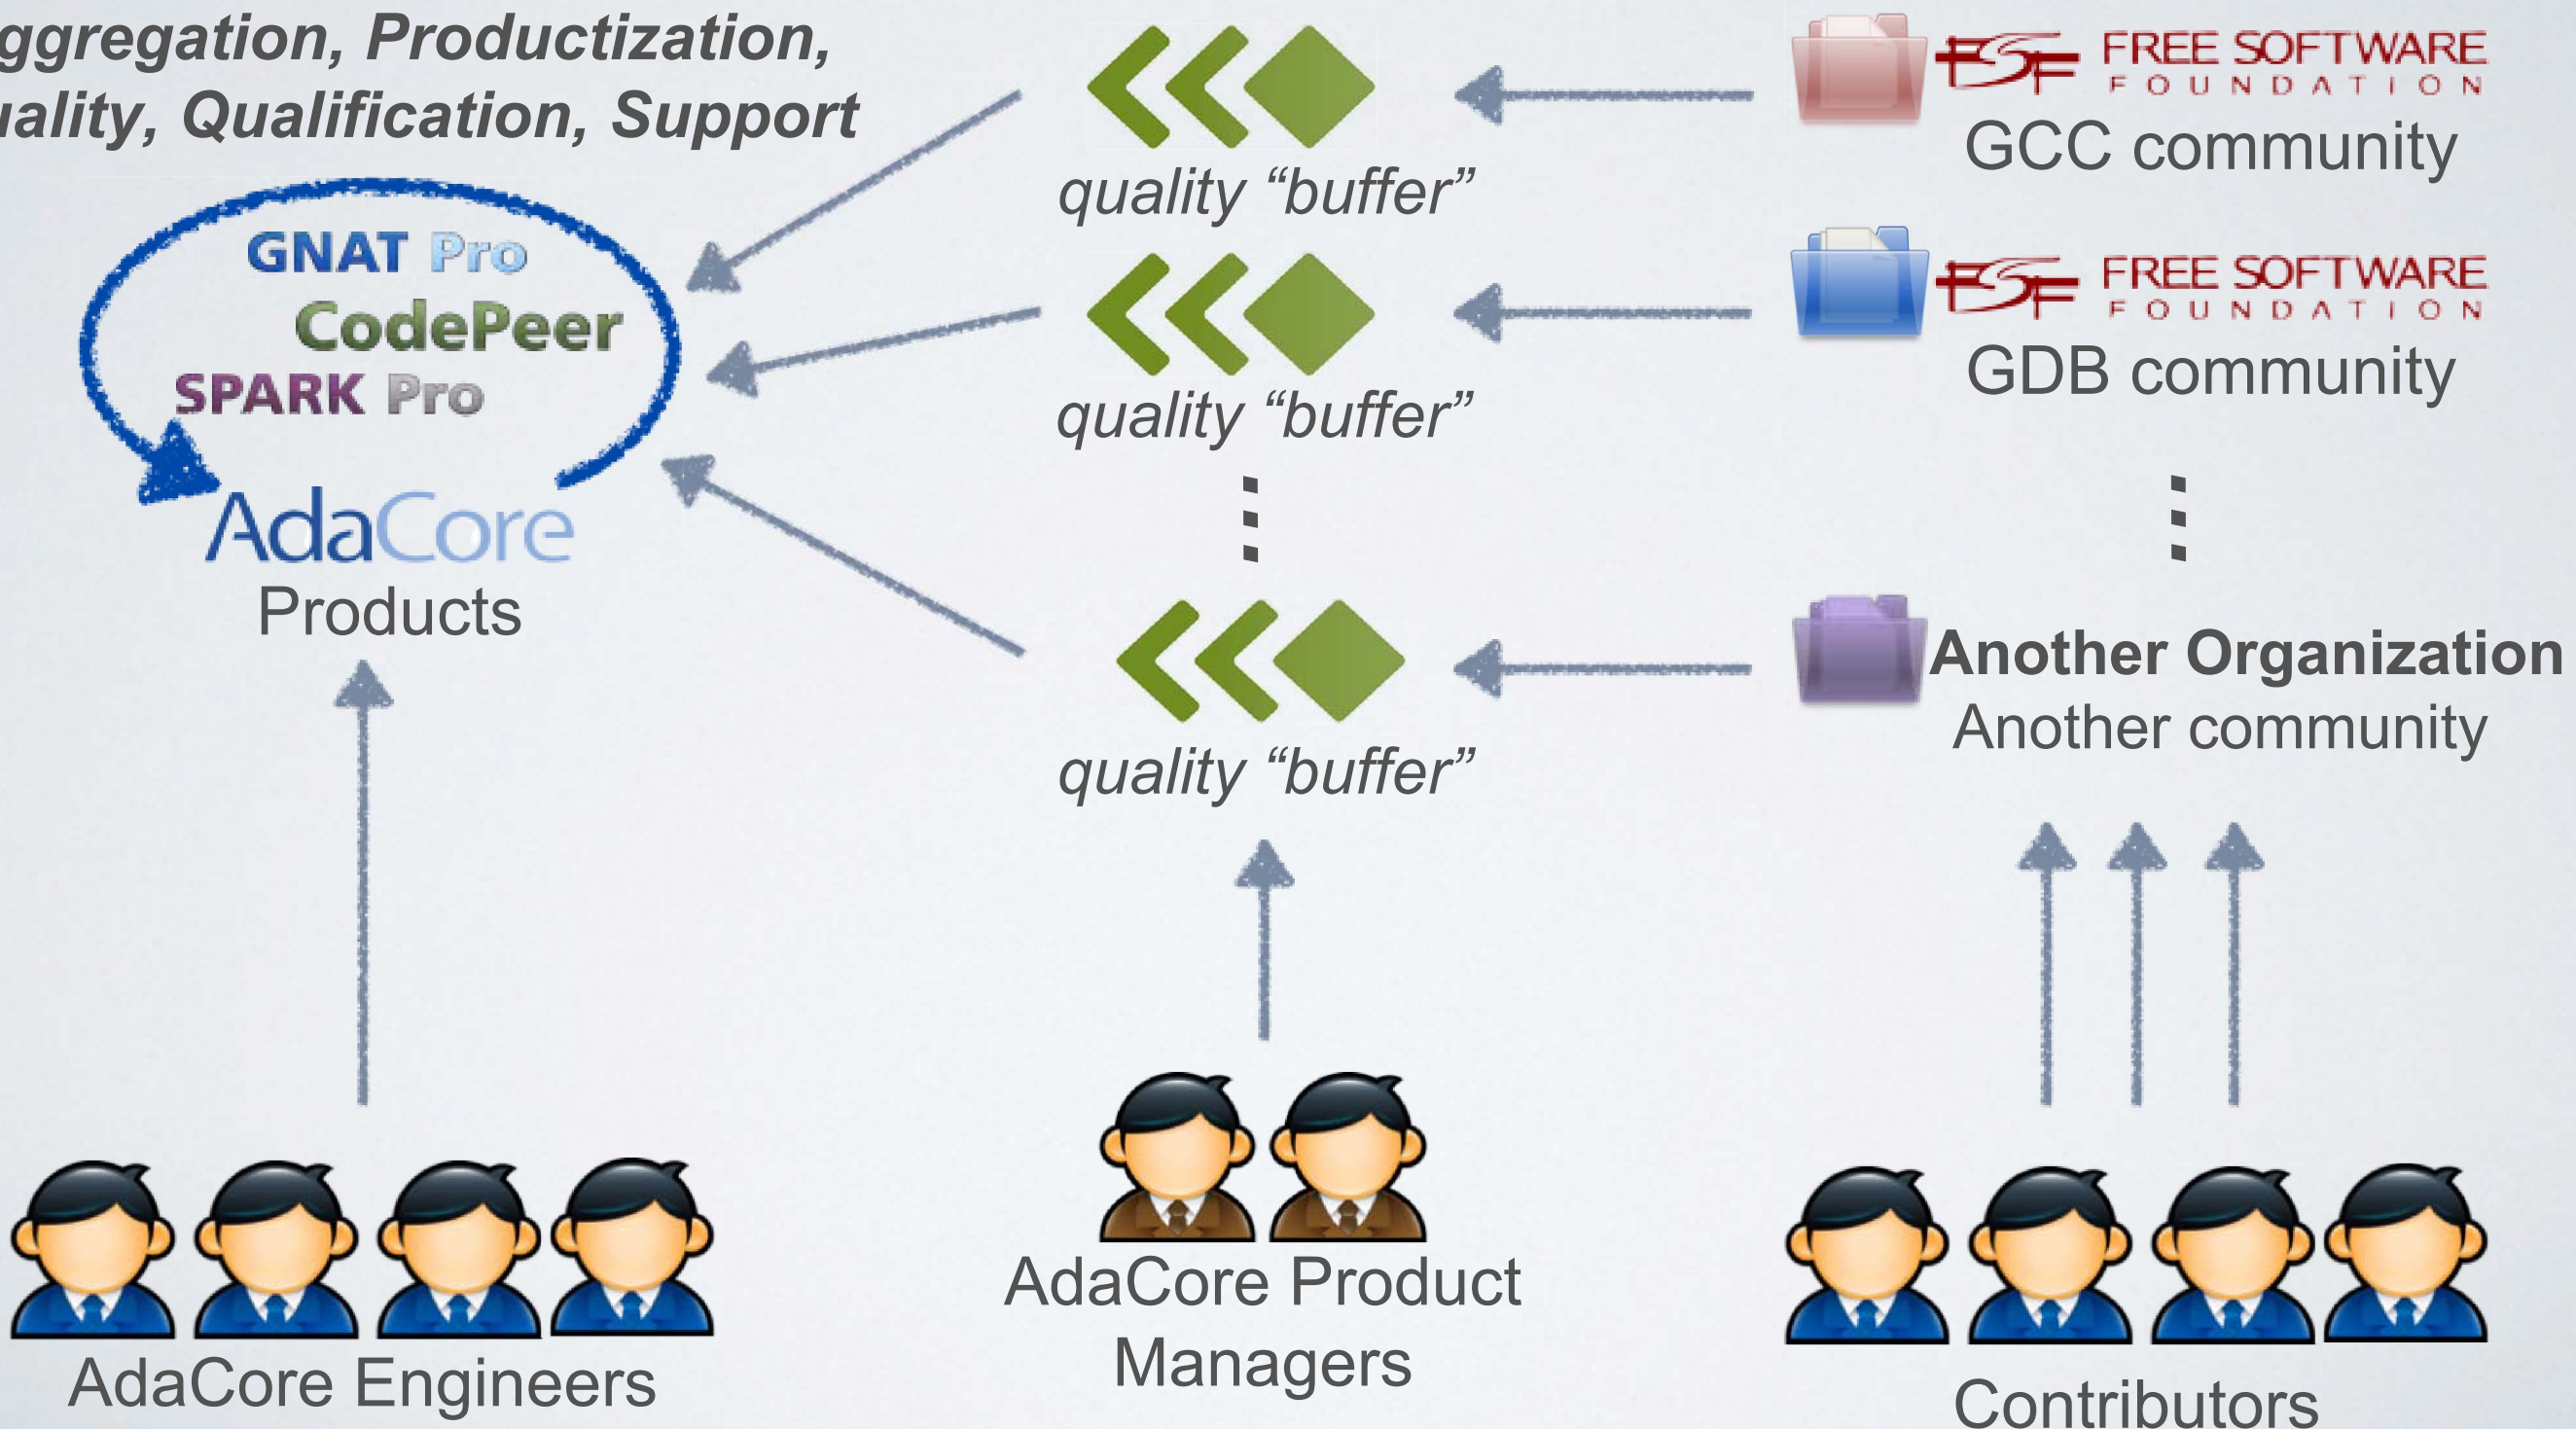 ggregation, Productization,
uality, Qualification, Support
GNAT Pro
CodePeer
SPARK Pro
AdaCore
Products
quality “buffer”
quality “buffer”
quality “buffer”
FSF FREE SOFTWARE
FOUNDATION
GCC community
FSF FREE SOFTWARE
FOUNDATION
GDB community
Another Organization
Another community
AdaCore Engineers
AdaCore Product
Managers
Contributors